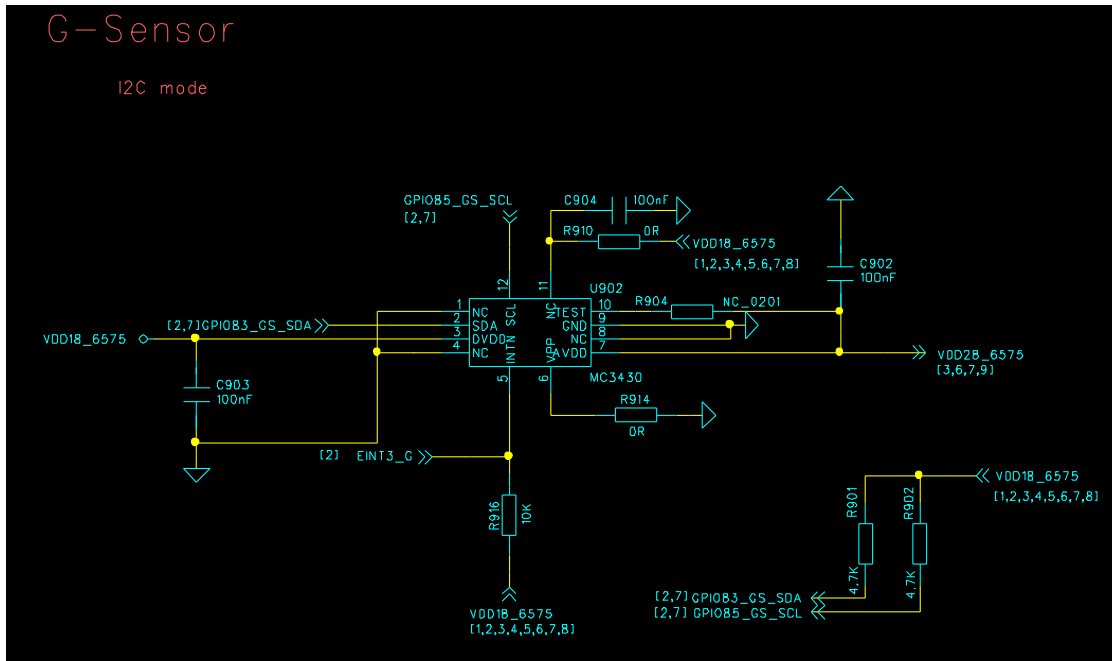 G-Sensor
I2C mode
GPIO85_GS_SCL
[2,7]
C904
100nF
R910
0R
VDD18_6575
[1,2,3,4,5,6,7,8]
C902
100nF
U902
12
11
1
NC
2
SDA
3
DVDD
4
NC
SCL
NC
INTN
VPP
TEST
10
GND
9
NC
8
AVDD
7
R904
NC_0201
[2,7]GPIO83_GS_SDA
VDD18_6575
VDD28_6575
[3,6,7,9]
C903
100nF
5
6
MC3430
R914
0R
[2] EINT3_G
R916
10K
VDD18_6575
[1,2,3,4,5,6,7,8]
VDD18_6575
[1,2,3,4,5,6,7,8]
R901
R902
4.7K
4.7K
[2,7] GPIO83_GS_SDA
[2,7] GPIO85_GS_SCL